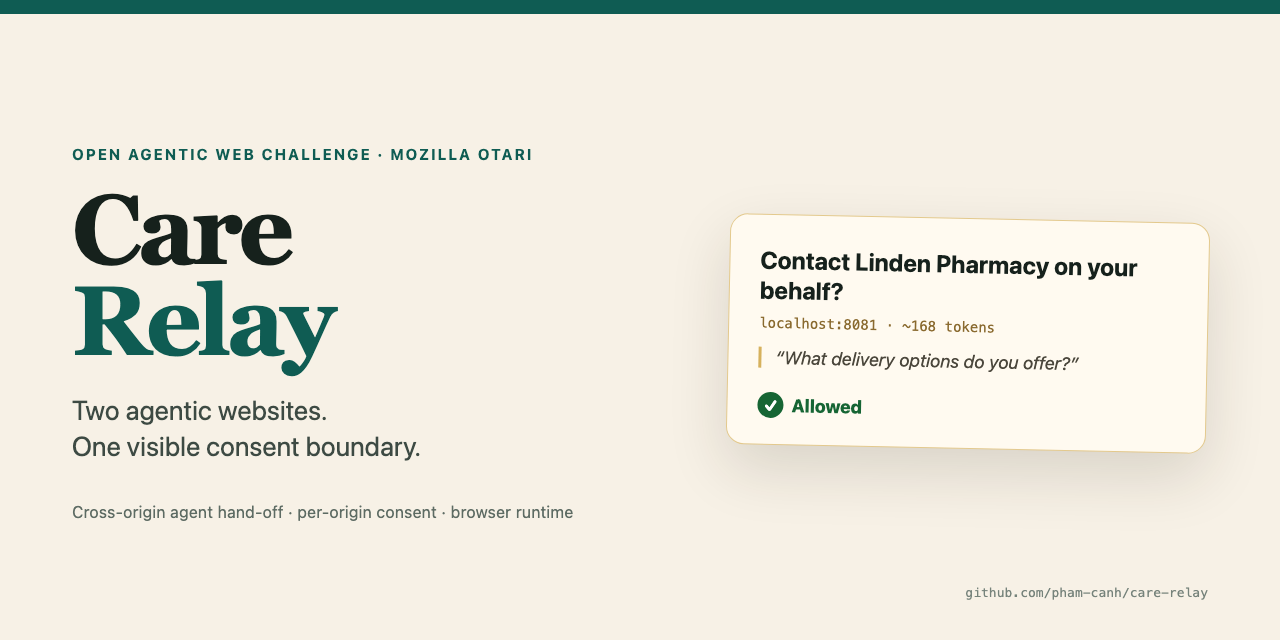 OPEN AGENTIC WEB CHALLENGE · MOZILLA OTARI
Care
Relay
Two agentic websites.
One visible consent boundary.
Cross-origin agent hand-off · per-origin consent · browser runtime
Contact Linden Pharmacy on your
behalf?
localhost:8081 · ~168 tokens
“What delivery options do you offer?”
Allowed
github.com/pham-canh/care-relay